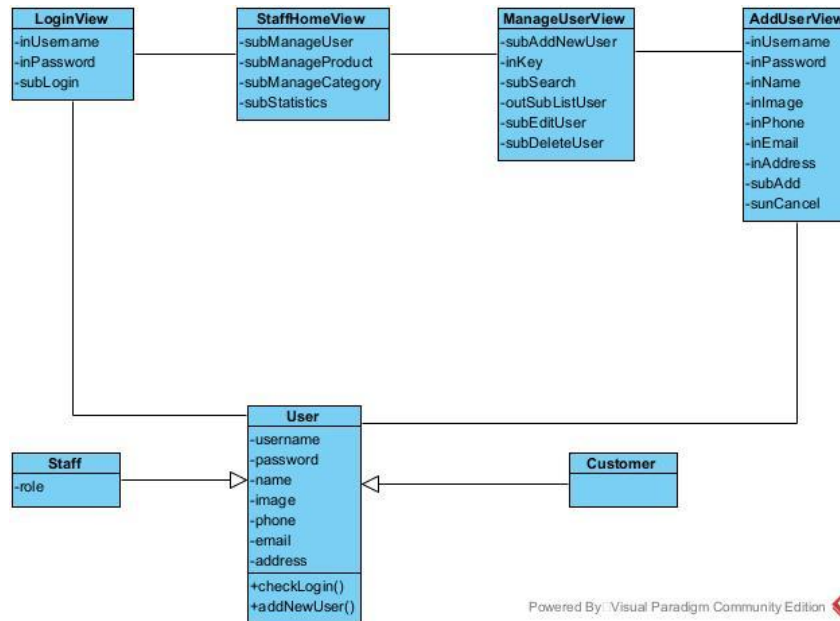 LoginView
-inUsername
-inPassword
-subLogin
StaffHomeView
-subManageUser
-subManageProduct
-subManageCategory
-subStatistics
ManageUserView
-subAddNewUser
-inKey
-subSearch
-outSubListUser
-subEditUser
-subDeleteUser
AddUserView
-inUsername
-inPassword
-inName
-inImage
-inPhone
-inEmail
-inAddress
-subAdd
-sunCancel
User
-username
-password
-name
-image
-phone
-email
-address
+checkLogin()
+addNewUser()
Staff
-role
Customer
Powered By Visual Paradigm Community Edition